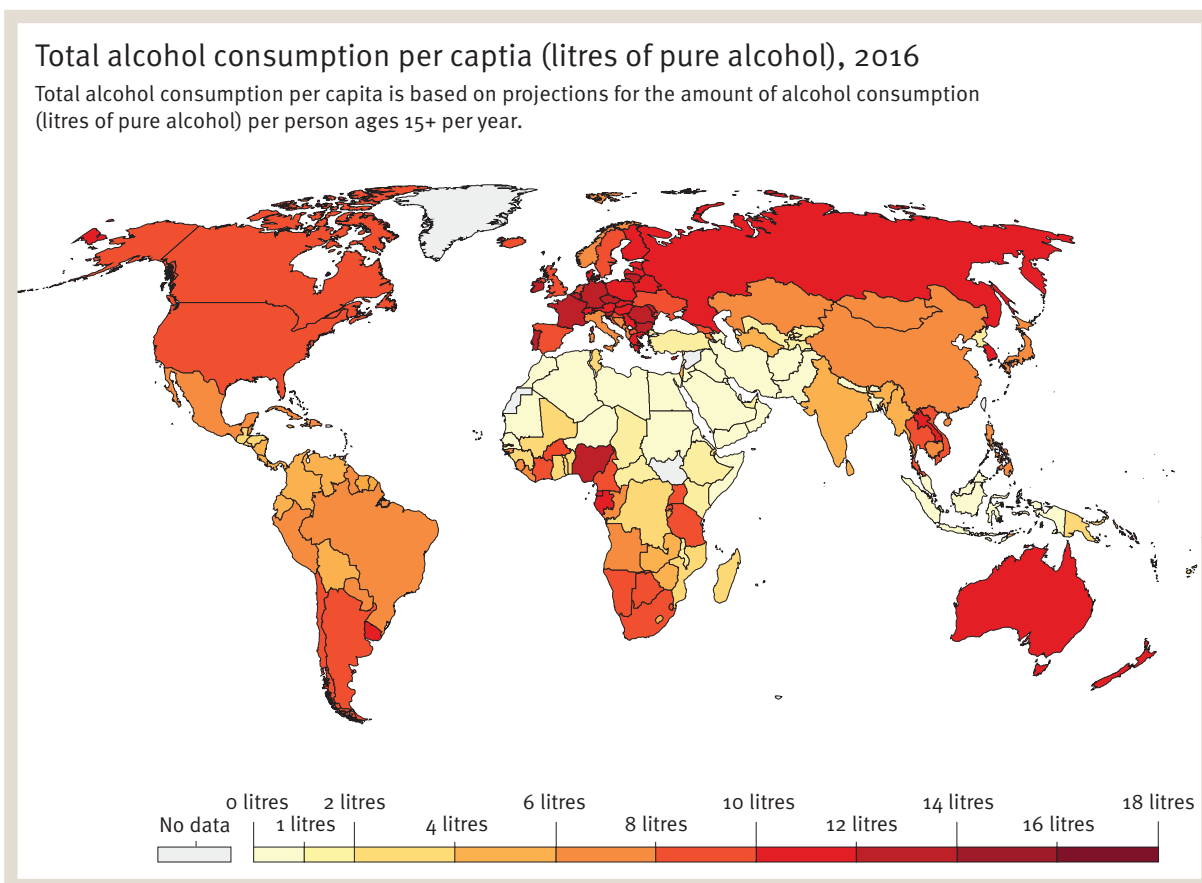 Total alcohol consumption per captia (litres of pure alcohol), 2016
Total alcohol consumption per capita is based on projections for the amount of alcohol consumption
(litres of pure alcohol) per person ages 15+ per year.
0 litres 2 litres 6 litres 10 litres 14 litres 18 litres
No data 1 litres 4 litres 8 litres 12 litres 16 litres